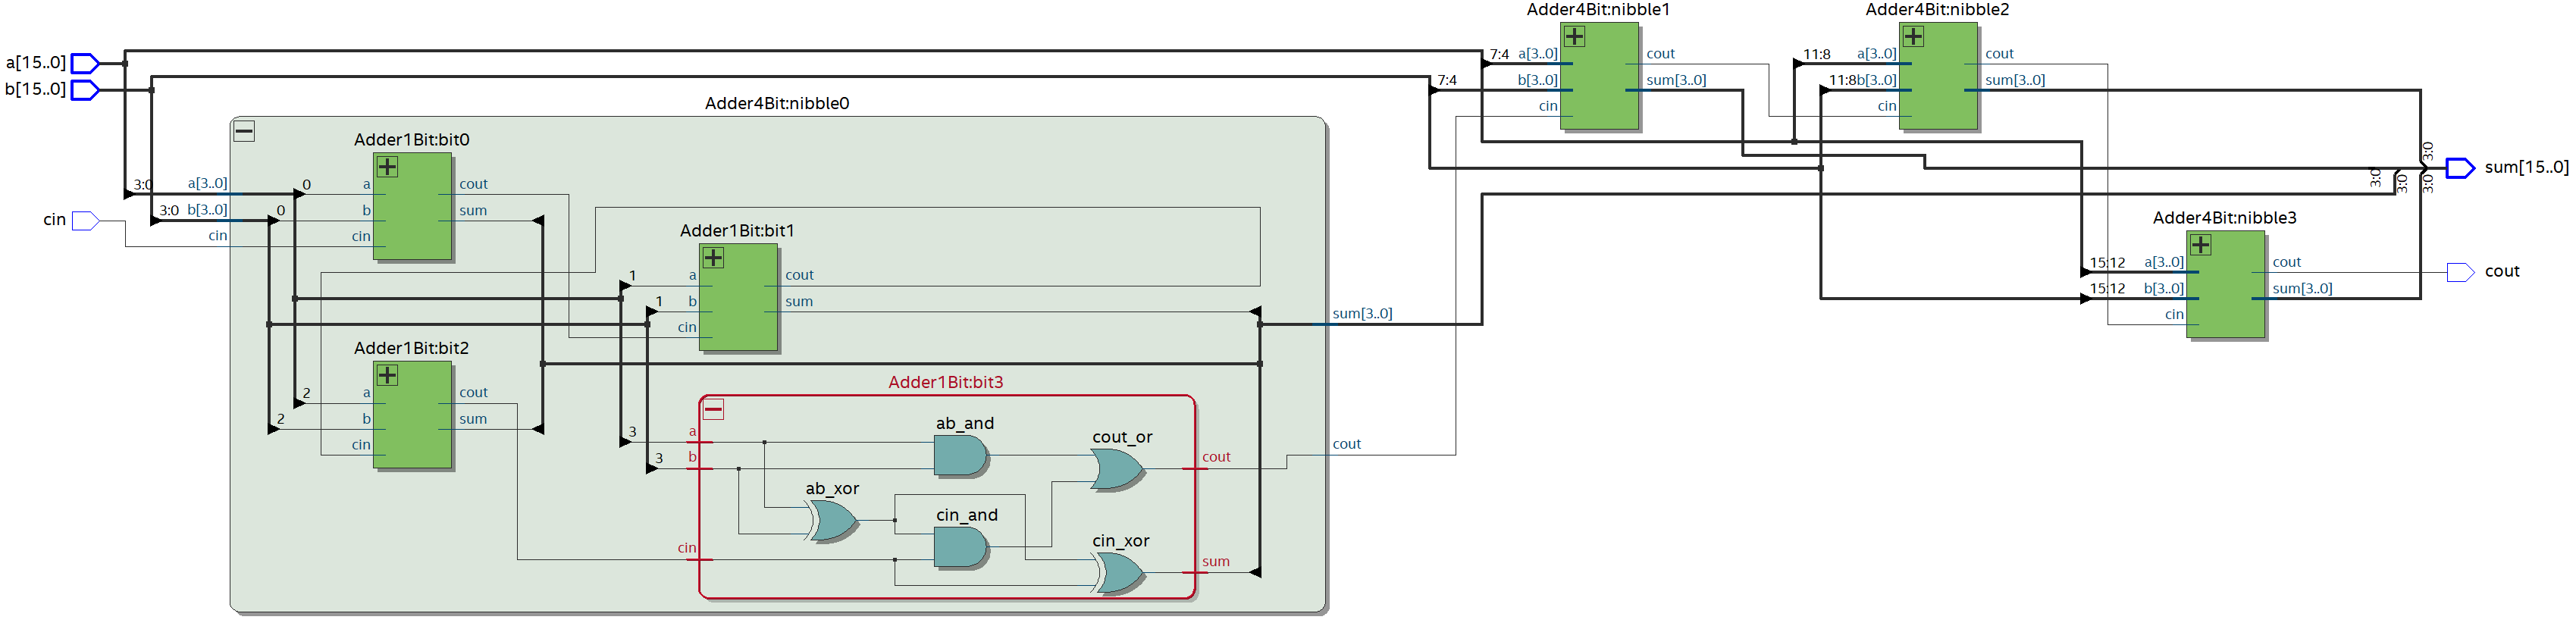 a[15..0]
b[15..0]
cin
Adder4Bit:nibble0
3:0
a[3..0]
3:0
b[3..0]
cin
Adder1Bit:bit0
0
a
0
b
cin
cout
sum
Adder1Bit:bit1
1
a
1
b
cin
cout
sum
Adder1Bit:bit2
2
a
2
b
cin
cout
sum
Adder1Bit:bit3
3
a
3
b
cin
ab_and
ab_xor
cin_and
cout_or
cin_xor
cout
sum
sum[3..0]
cout
Adder4Bit:nibble1
7:4
a[3..0]
7:4
b[3..0]
cin
cout
sum[3..0]
Adder4Bit:nibble2
11:8
a[3..0]
11:8
b[3..0]
cin
cout
sum[3..0]
Adder4Bit:nibble3
15:12
a[3..0]
15:12
b[3..0]
cin
cout
sum[3..0]
3:0
3:0
3:0
3:0
sum[15..0]
cout